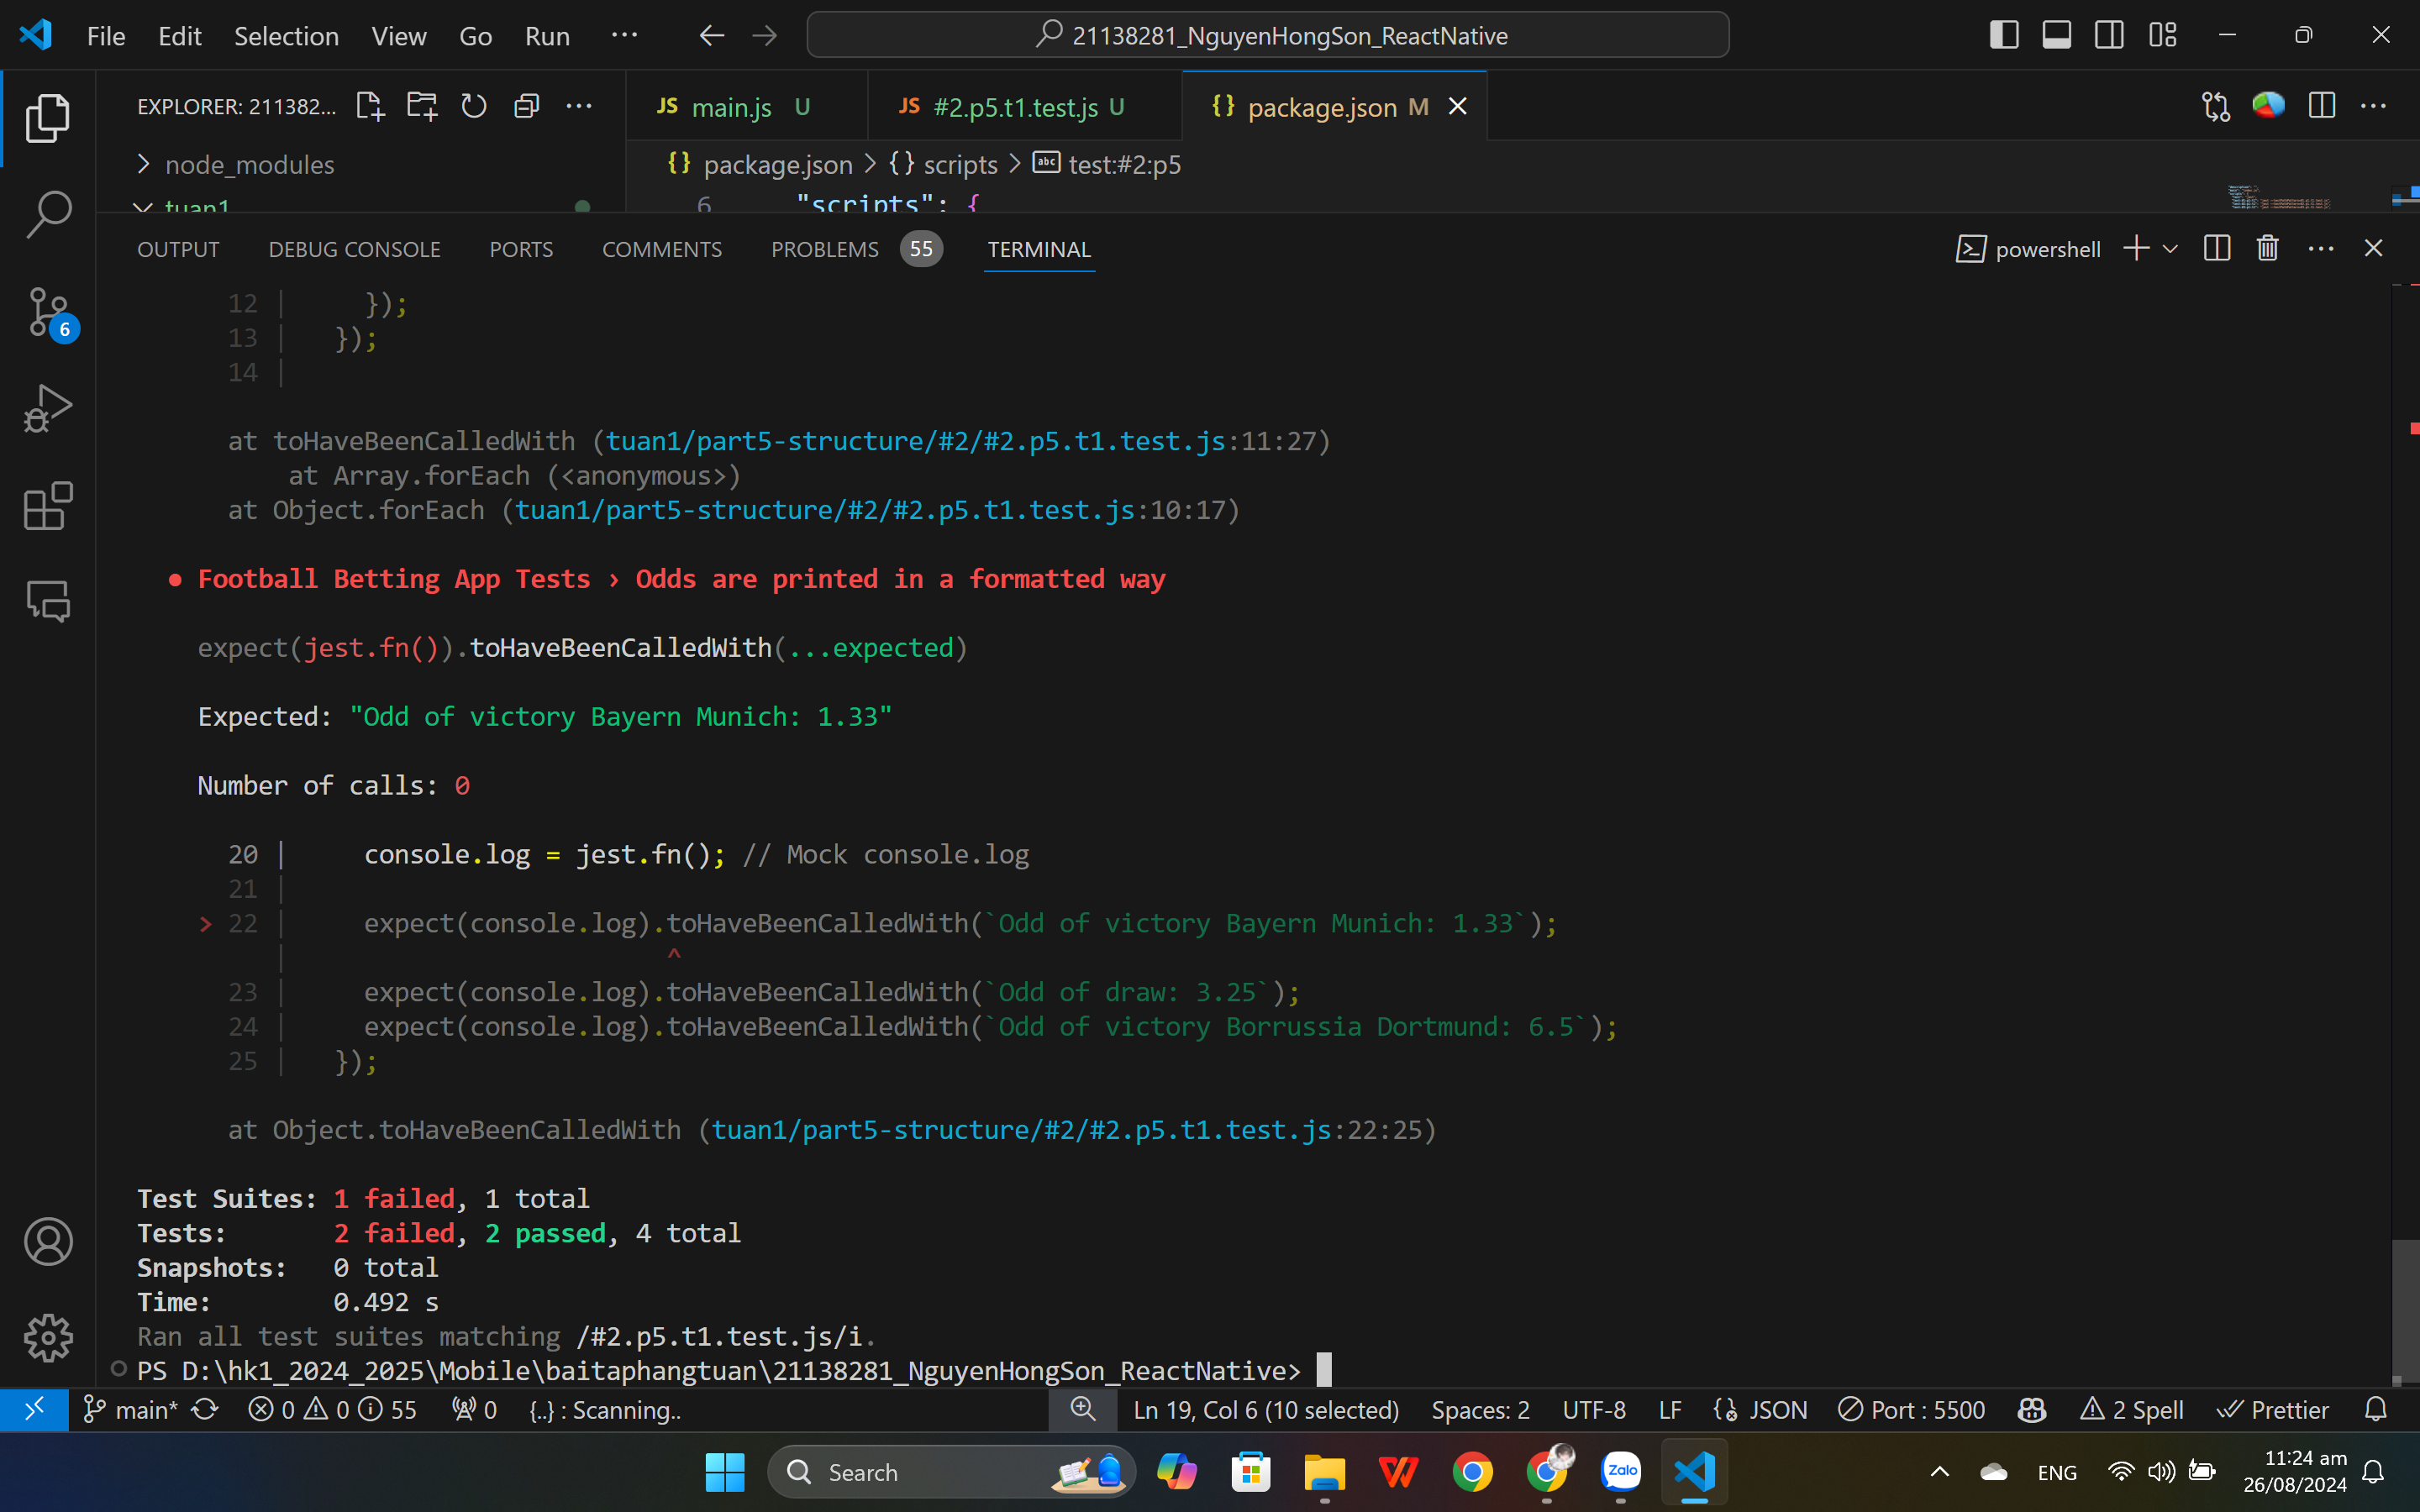 File Edit Selection View Go Run ··· 21138281_NguyenHongSon_ReactNative
EXPLORER: 211382... ···
JS main.js U
JS #2.p5.t1.test.js U
{} package.json M
node_modules
{} package.json > {} scripts > abc test:#2:p5
tuan1
6 "scripts": {
OUTPUT DEBUG CONSOLE PORTS COMMENTS PROBLEMS 55 TERMINAL
powershell
6
12 | });
13 | });
14 |
at toHaveBeenCalledWith (tuan1/part5-structure/#2/#2.p5.t1.test.js:11:27)
at Array.forEach (<anonymous>)
at Object.forEach (tuan1/part5-structure/#2/#2.p5.t1.test.js:10:17)
● Football Betting App Tests › Odds are printed in a formatted way
expect(jest.fn()).toHaveBeenCalledWith(...expected)
Expected: "Odd of victory Bayern Munich: 1.33"
Number of calls: 0
20 | console.log = jest.fn(); // Mock console.log
21 |
> 22 | expect(console.log).toHaveBeenCalledWith(`Odd of victory Bayern Munich: 1.33`);
| ^
23 | expect(console.log).toHaveBeenCalledWith(`Odd of draw: 3.25`);
24 | expect(console.log).toHaveBeenCalledWith(`Odd of victory Borrussia Dortmund: 6.5`);
25 | });
at Object.toHaveBeenCalledWith (tuan1/part5-structure/#2/#2.p5.t1.test.js:22:25)
Test Suites: 1 failed, 1 total
Tests: 2 failed, 2 passed, 4 total
Snapshots: 0 total
Time: 0.492 s
Ran all test suites matching /#2.p5.t1.test.js/i.
PS D:\hk1_2024_2025\Mobile\baitaphangtuan\21138281_NguyenHongSon_ReactNative>
main* 0 0 55 0 {..} : Scanning.. Ln 19, Col 6 (10 selected) Spaces: 2 UTF-8 LF JSON Port : 5500 2 Spell Prettier
Search Zalo ENG 11:24 am
26/08/2024